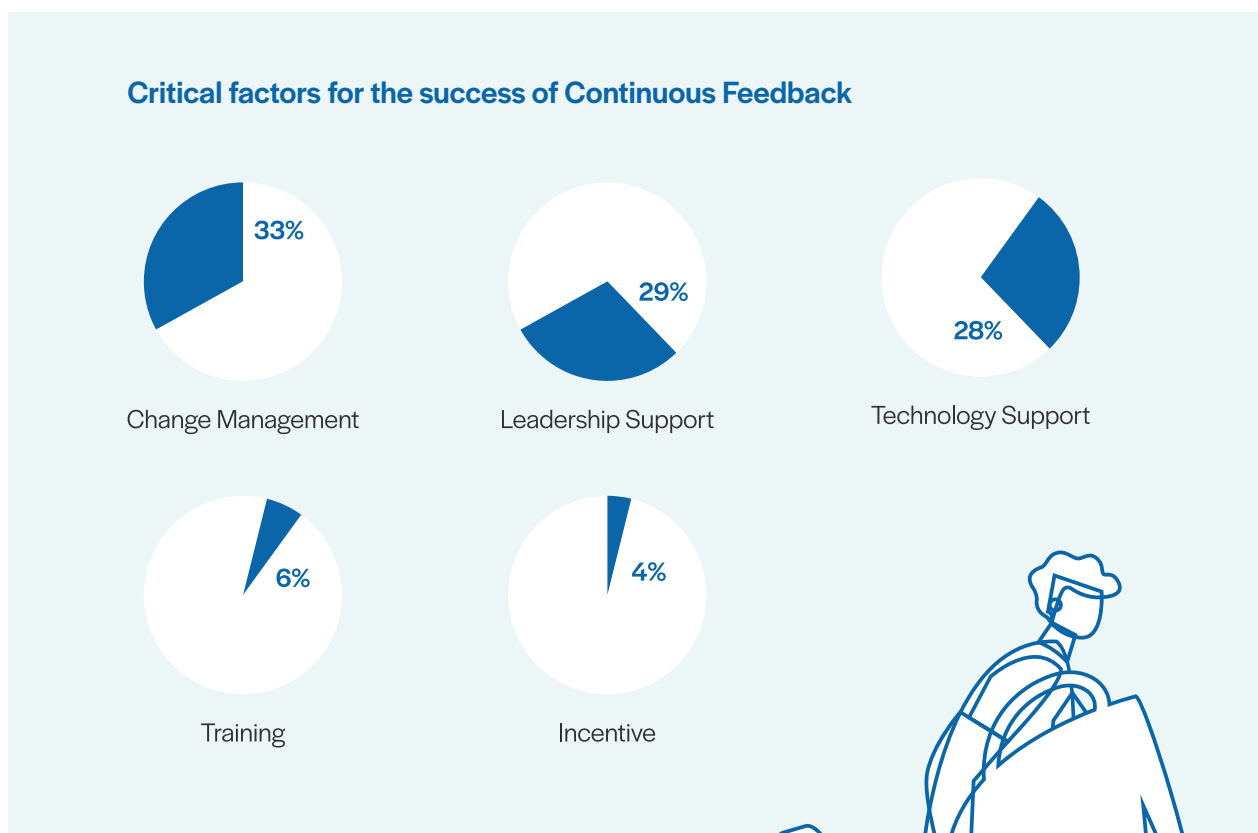 Critical factors for the success of Continuous Feedback
33%
Change Management
29%
Leadership Support
28%
Technology Support
6%
Training
4%
Incentive